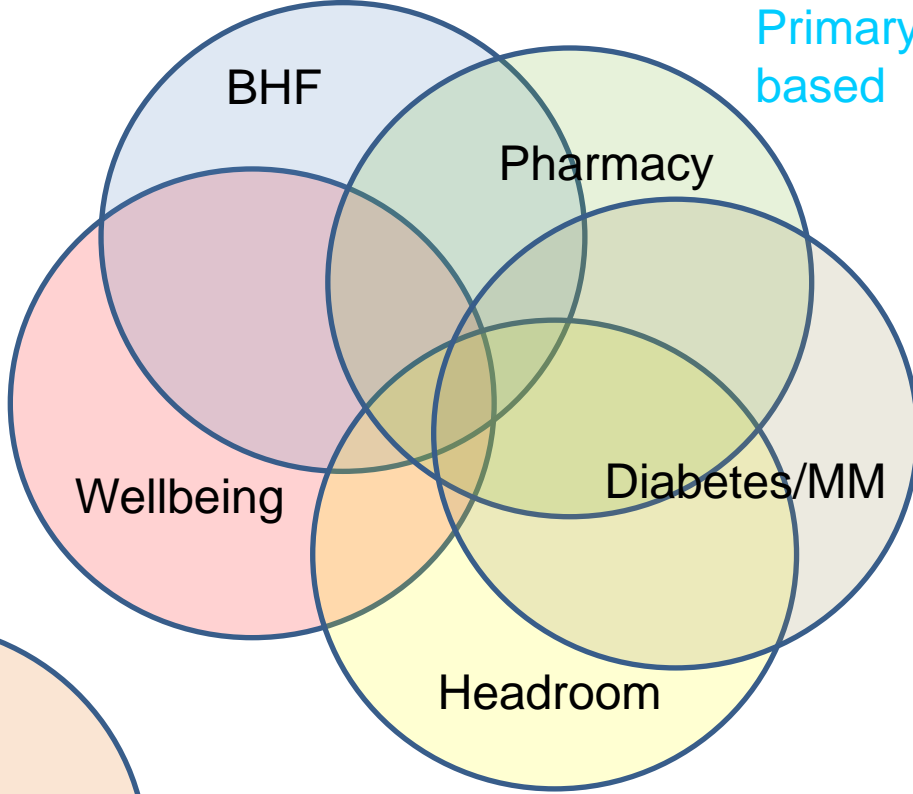 Primary
based
BHF
Pharmacy
Diabetes/MM
Wellbeing
Headroom